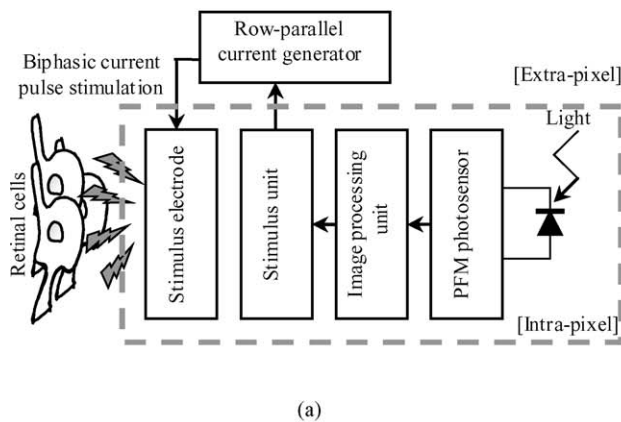 Row-parallel
current generator
Biphasic current
pulse stimulation
[Extra-pixel]
Light
Retinal cells
Stimulus electrode
Stimulus unit
Image processing
unit
PFM photosensor
[Intra-pixel]
(a)